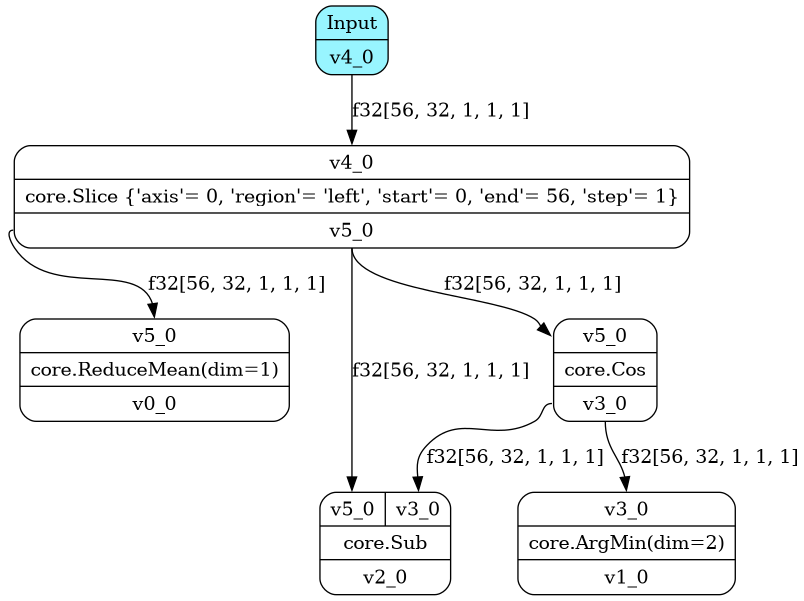 Input
v4_0
f32[56, 32, 1, 1, 1]
v4_0
core.Slice {'axis'= 0, 'region'= 'left', 'start'= 0, 'end'= 56, 'step'= 1}
v5_0
f32[56, 32, 1, 1, 1]
f32[56, 32, 1, 1, 1]
v5_0
core.ReduceMean(dim=1)
v0_0
f32[56, 32, 1, 1, 1]
v5_0
core.Cos
v3_0
f32[56, 32, 1, 1, 1]
f32[56, 32, 1, 1, 1]
v5_0 v3_0
core.Sub
v2_0
v3_0
core.ArgMin(dim=2)
v1_0